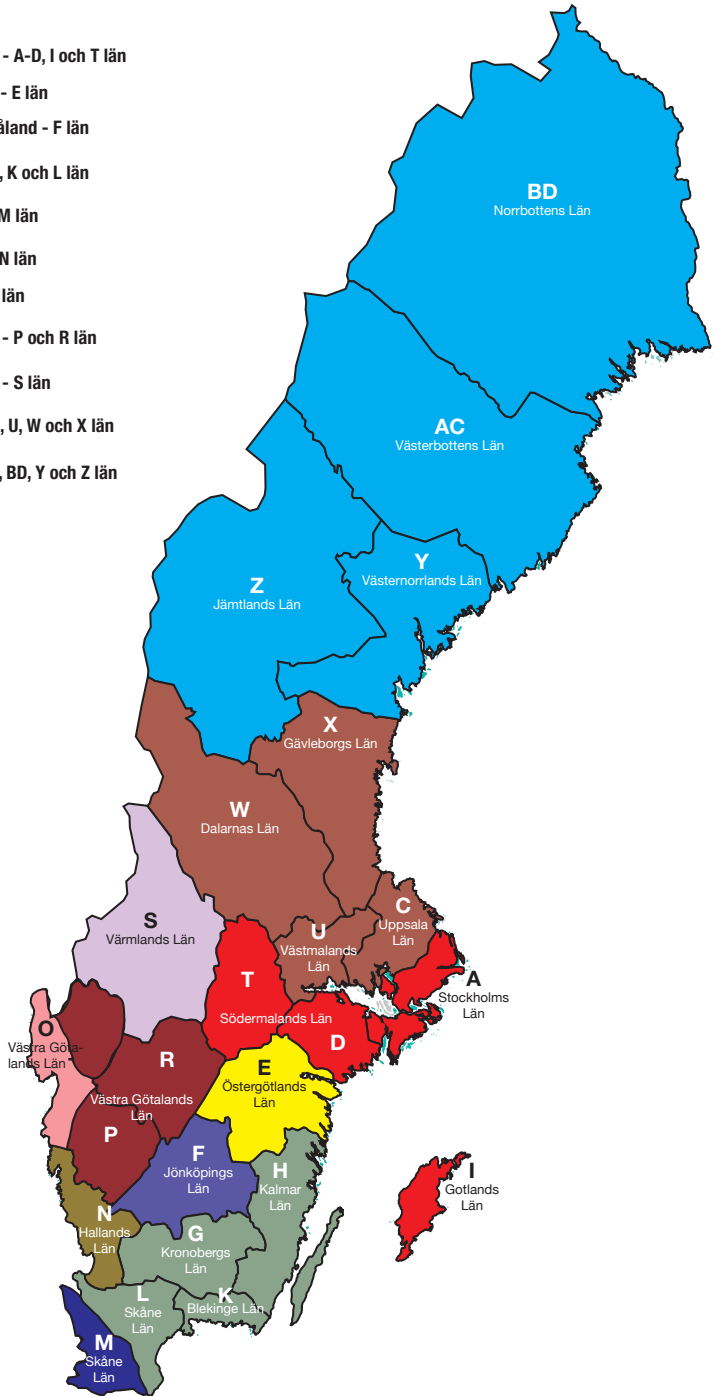 - A-D, I och T län
- E län
åland - F län
, K och L län
M län
N län
län
- P och R län
- S län
, U, W och X län
, BD, Y och Z län
BD
Norrbottens Län
AC
Västerbottens Län
Y
Västernorrlands Län
Z
Jämtlands Län
X
Gävleborgs Län
W
Dalarnas Län
C
Uppsala
Län
S
Värmlands Län
U
Västmalands
Län
A
Stockholms
Län
T
Södermalands Län
D
O
Västra Göta-
lands Län
R
Västra Götalands
Län
E
Östergötlands
Län
P
F
Jönköpings
Län
H
Kalmar
Län
I
Gotlands
Län
N
Hallands
Län
G
Kronobergs
Län
K
Blekinge Län
L
Skåne
Län
M
Skåne
Län